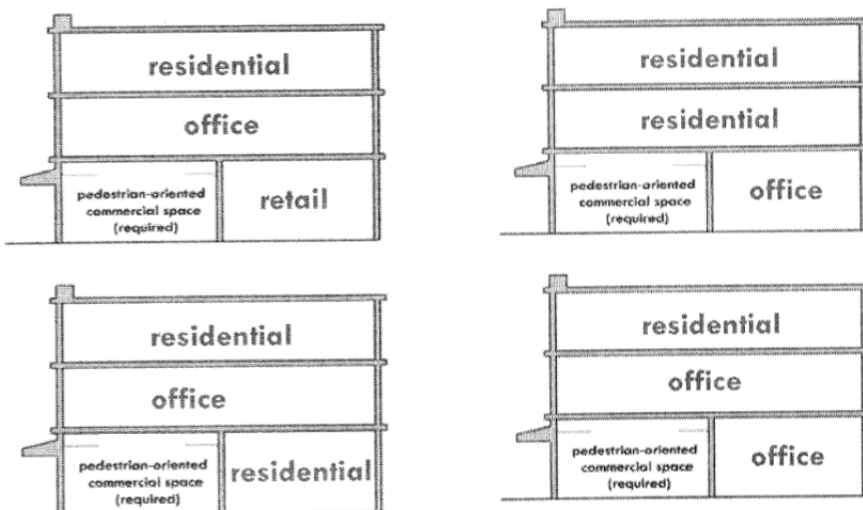 residential
office
pedestrian-oriented
commercial space
(required)
retail
residential
residential
pedestrian-oriented
commercial space
(required)
office
residential
office
pedestrian-oriented
commercial space
(required)
residential
residential
office
pedestrian-oriented
commercial space
(required)
office